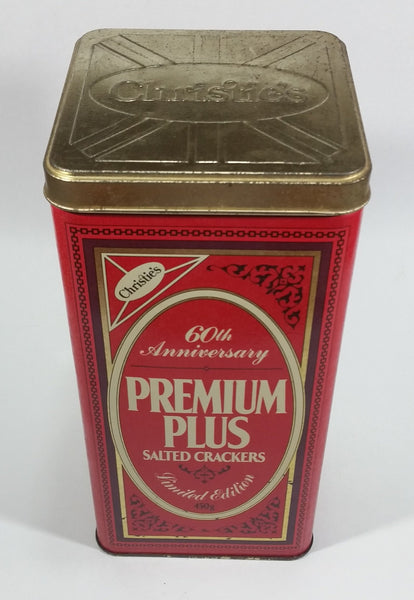 Christie's
Christie's
60th
Anniversary
PREMIUM
PLUS
SALTED CRACKERS
Limited Edition
450g